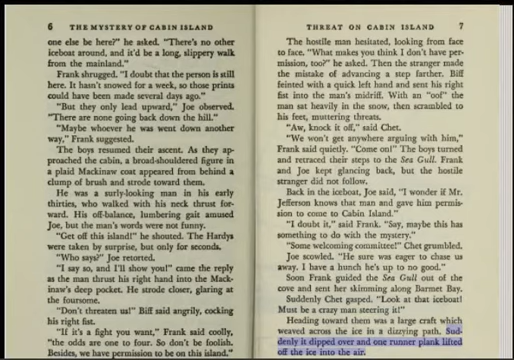 6 THE MYSTERY OF CABIN ISLAND
one else be here?" he asked. "There's no other
iceboat around, and it'd be a long, slippery walk
from the mainland."
Frank shrugged. "I doubt that the person is still
here. It hasn't snowed for a week, so those prints
could have been made several days ago."
"But they only lead upward," Joe observed.
"There are none going back down the hill."
"Maybe whoever he was went down another
way," Frank suggested.
The boys resumed their ascent. As they ap-
proached the cabin, a broad-shouldered figure in
a plaid Mackinaw coat appeared from behind a
clump of brush and strode toward them.
He was a surly-looking man in his early
thirties, who walked with his neck thrust for-
ward. His off-balance, lumbering gait amused
Joe, but the man's words were not funny.
"Get off this island!" he shouted. The Hardys
were taken by surprise, but only for seconds.
"Who says?" Joe retorted.
"I say so, and I'll show you!" came the reply
as the man thrust his right hand into the Mack-
inaw's deep pocket. He strode closer, glaring at
the foursome.
"Don't threaten us!" Biff said angrily, cocking
his right fist.
"If it's a fight you want," Frank said coolly,
"the odds are one to four. So don't be foolish.
Besides, we have permission to be on this island."
THREAT ON CABIN ISLAND 7
The hostile man hesitated, looking from face
to face. "What makes you think I don't have per-
mission, too?" he asked. Then the stranger made
the mistake of advancing a step farther. Biff
feinted with a quick left hand and sent his right
fist into the man's midriff. With an "oof" the
man sat heavily in the snow, then scrambled to
his feet, muttering threats.
"Aw, knock it off," said Chet.
"We won't get anywhere arguing with him,"
Frank said quietly. "Come on!" The boys turned
and retraced their steps to the Sea Gull. Frank
and Joe kept glancing back, but the hostile
stranger did not follow.
Back in the iceboat, Joe said, "I wonder if Mr.
Jefferson knows that man and gave him permis-
sion to come to Cabin Island."
"I doubt it," said Frank. "Say, maybe this has
something to do with the mystery."
"Some welcoming committee!" Chet grumbled.
Joe scowled. "He sure was eager to chase us
away. I have a hunch he's up to no good."
Soon Frank guided the Sea Gull out of the
cove and sent her skimming along Barmet Bay.
Suddenly Chet gasped. "Look at that iceboat!
Must be a crazy man steering it!"
Heading toward them was a large craft which
weaved across the ice in a dizzying path. Sud-
denly it dipped over and one runner plank lifted
off the ice into the air.